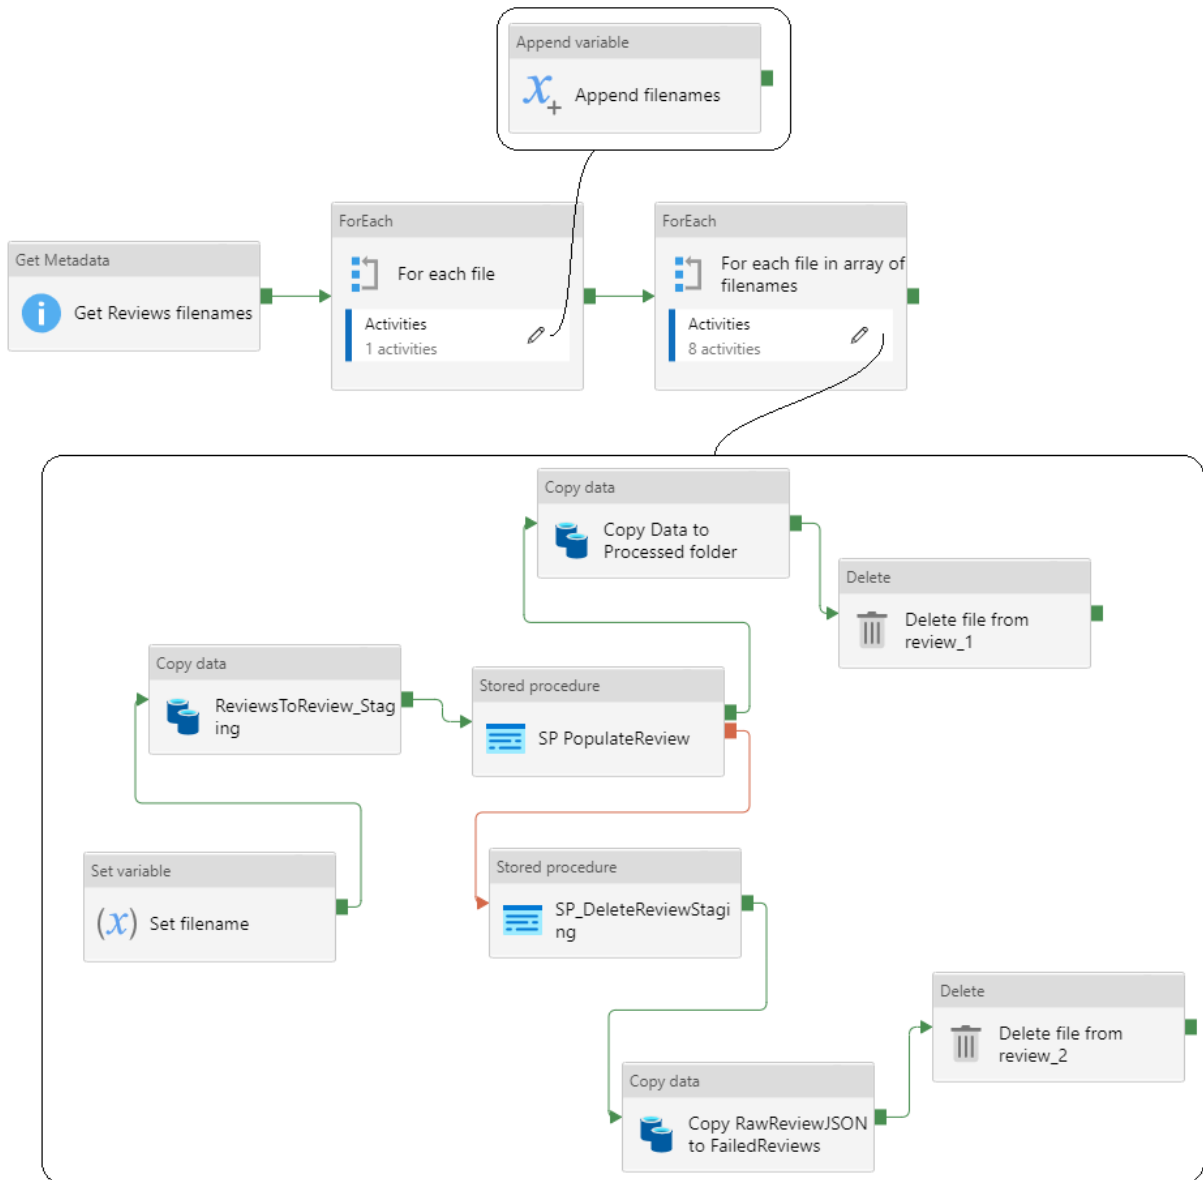 Append variable
Append filenames
Get Metadata
Get Reviews filenames
ForEach
For each file
Activities
1 activities
ForEach
For each file in array of
filenames
Activities
8 activities
Copy data
Copy Data to
Processed folder
Delete
Delete file from
review_1
Copy data
ReviewsToReview_Stag
ing
Stored procedure
SP PopulateReview
Set variable
(x) Set filename
Stored procedure
SP_DeleteReviewStagi
ng
Delete
Delete file from
review_2
Copy data
Copy RawReviewJSON
to FailedReviews